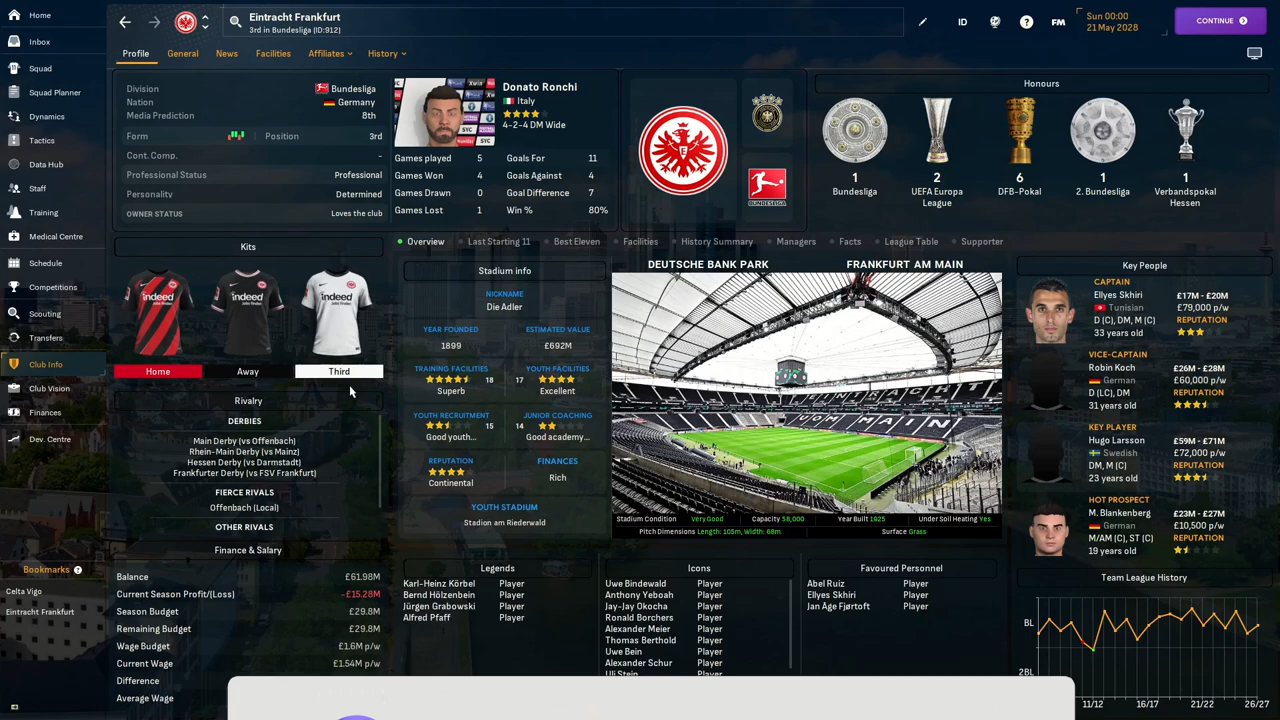 Home
Inbox
Squad
Squad Planner
Dynamics
Tactics
Data Hub
Staff
Training
Medical Centre
Schedule
Competitions
Scouting
Transfers
Club Info
Club Vision
Finances
Dev. Centre
Bookmarks ?
Celta Vigo
Eintracht Frankfurt
Eintracht Frankfurt
3rd in Bundesliga (ID:912)
ID
?
FM
Sun 00:00
21 May 2028
CONTINUE
Profile
General
News
Facilities
Affiliates
History
Division Bundesliga
Nation Germany
Media Prediction 8th
Form Position 3rd
Cont. Comp. -
Professional Status Professional
Personality Determined
OWNER STATUS Loves the club
Donato Ronchi
Italy
4-2-4 DM Wide
Games played 5 Goals For 11
Games Won 4 Goals Against 4
Games Drawn 0 Goal Difference 7
Games Lost 1 Win % 80%
BUNDESLIGA
Honours
1 2 6 1 1
Bundesliga
UEFA Europa League
DFB-Pokal
2. Bundesliga
Verbandspokal Hessen
Kits
indeed
indeed
indeed
Home
Away
Third
Rivalry
DERBIES
Main Derby (vs Offenbach)
Rhein-Main Derby (vs Mainz)
Hessen Derby (vs Darmstadt)
Frankfurter Derby (vs FSV Frankfurt)
FIERCE RIVALS
Offenbach (Local)
OTHER RIVALS
Finance & Salary
Balance £61.98M
Current Season Profit/(Loss) -£15.28M
Season Budget £29.8M
Remaining Budget £29.8M
Wage Budget £1.6M p/w
Current Wage £1.54M p/w
Difference
Average Wage
Overview
Last Starting 11
Best Eleven
Facilities
History Summary
Managers
Facts
League Table
Supporter
Stadium info
NICKNAME
Die Adler
YEAR FOUNDED ESTIMATED VALUE
1899 £692M
TRAINING FACILITIES YOUTH FACILITIES
18 17
Superb Excellent
YOUTH RECRUITMENT JUNIOR COACHING
15 14
Good youth... Good academy...
REPUTATION FINANCES
Continental Rich
YOUTH STADIUM
Stadion am Riederwald
DEUTSCHE BANK PARK FRANKFURT AM MAIN
EINTRACHT
Stadium Condition Very Good Capacity 58,000 Year Built 1925 Under Soil Heating Yes
Pitch Dimensions Length: 105m, Width: 68m Surface Grass
Legends
Karl-Heinz Körbel Player
Bernd Hölzenbein Player
Jürgen Grabowski Player
Alfred Pfaff Player
Icons
Uwe Bindewald Player
Anthony Yeboah Player
Jay-Jay Okocha Player
Ronald Borchers Player
Alexander Meier Player
Thomas Berthold Player
Uwe Bein Player
Alexander Schur Player
Uli Stein Player
Favoured Personnel
Abel Ruiz Player
Ellyes Skhiri Player
Jan Åge Fjørtoft Player
Key People
CAPTAIN
Ellyes Skhiri £17M - £20M
Tunisian £79,000 p/w
D (C), DM, M (C) REPUTATION
33 years old
VICE-CAPTAIN
Robin Koch £26M - £28M
German £60,000 p/w
D (LC), DM REPUTATION
31 years old
KEY PLAYER
Hugo Larsson £59M - £71M
Swedish £72,000 p/w
DM, M (C) REPUTATION
23 years old
HOT PROSPECT
M. Blankenberg £23M - £27M
German £10,500 p/w
M/AM (C), ST (C) REPUTATION
19 years old
Team League History
BL
2BL
11/12 16/17 21/22 26/27